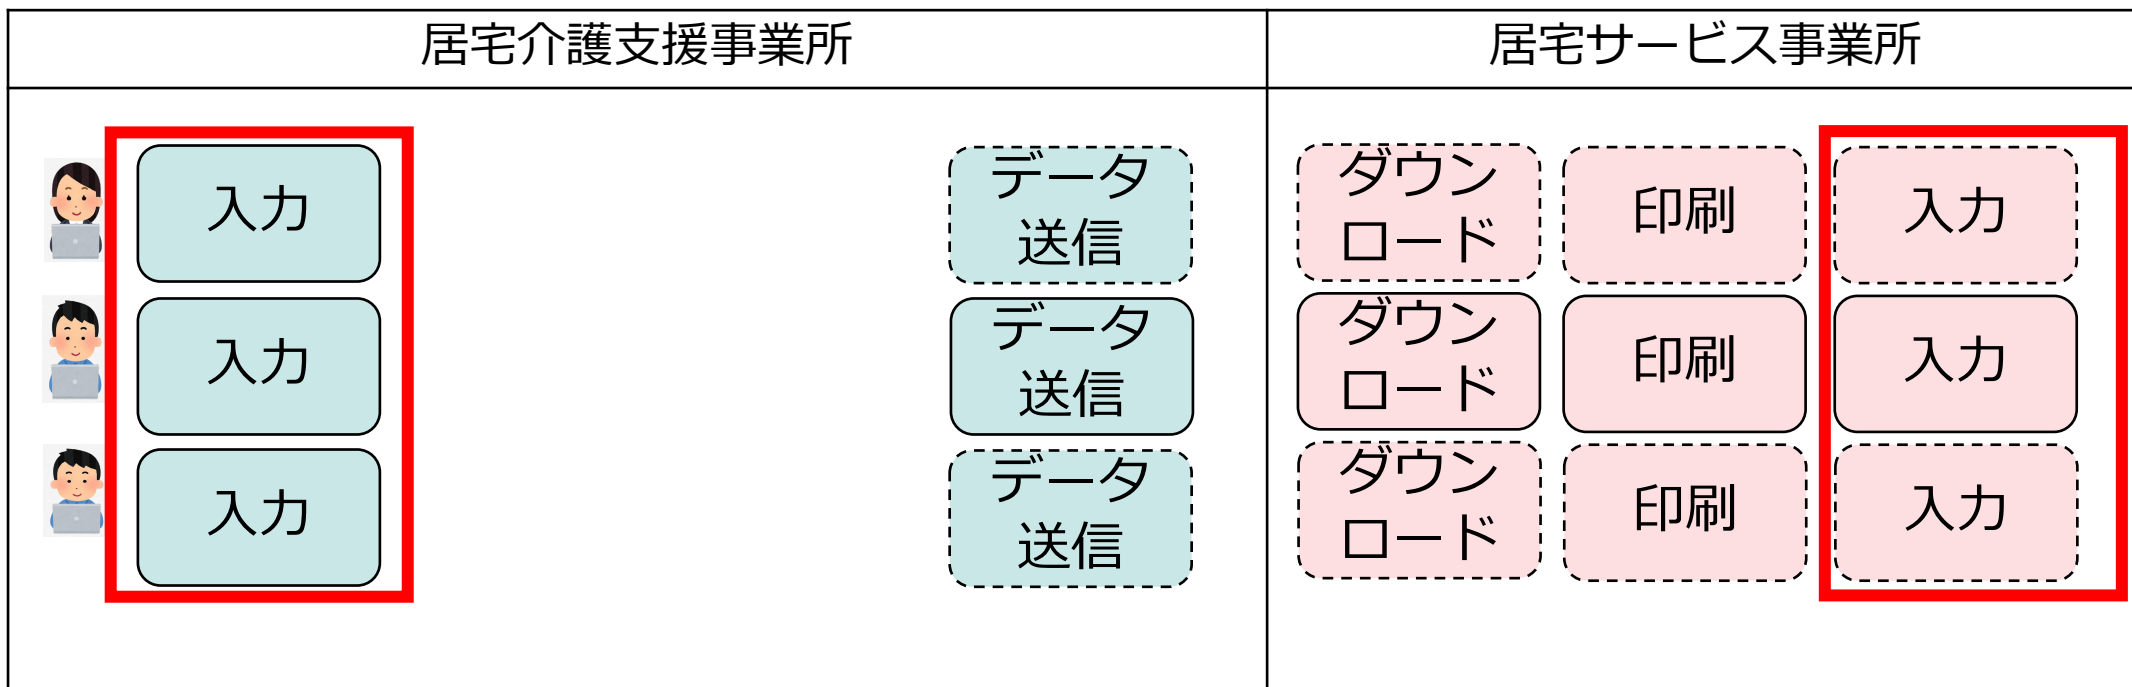 居宅介護支援事業所
居宅サービス事業所
入力
データ
送信
ダウン
ロード
印刷
入力
入力
データ
送信
ダウン
ロード
印刷
入力
入力
データ
送信
ダウン
ロード
印刷
入力